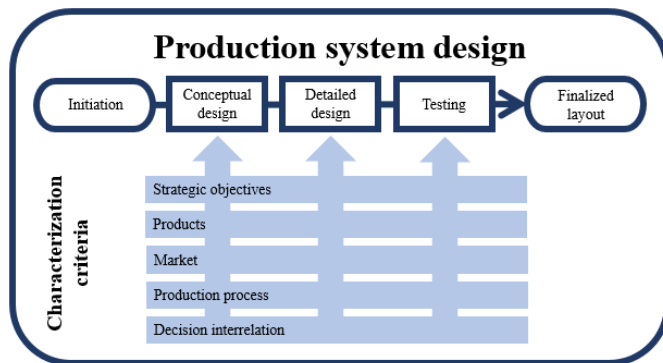 Production system design
Initiation
Conceptual
design
Detailed
design
Testing
Finalized
layout
Characterization
criteria
Strategic objectives
Products
Market
Production process
Decision interrelation